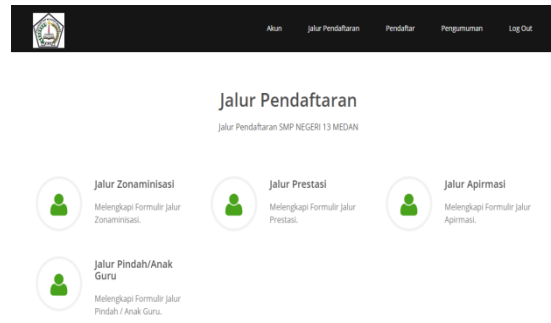 Akun Jalur Pendaftaran Pendaftar Pengumuman Log Out
Jalur Pendaftaran
Jalur Pendaftaran SMP NEGERI 13 MEDAN
Jalur Zonaminisasi
Melengkapi Formulir Jalur
Zonaminisasi.
Jalur Prestasi
Melengkapi Formulir Jalur
Prestasi.
Jalur Apirmasi
Melengkapi Formulir Jalur
Apirmasi.
Jalur Pindah/Anak
Guru
Melengkapi Formulir Jalur
Pindah / Anak Guru.